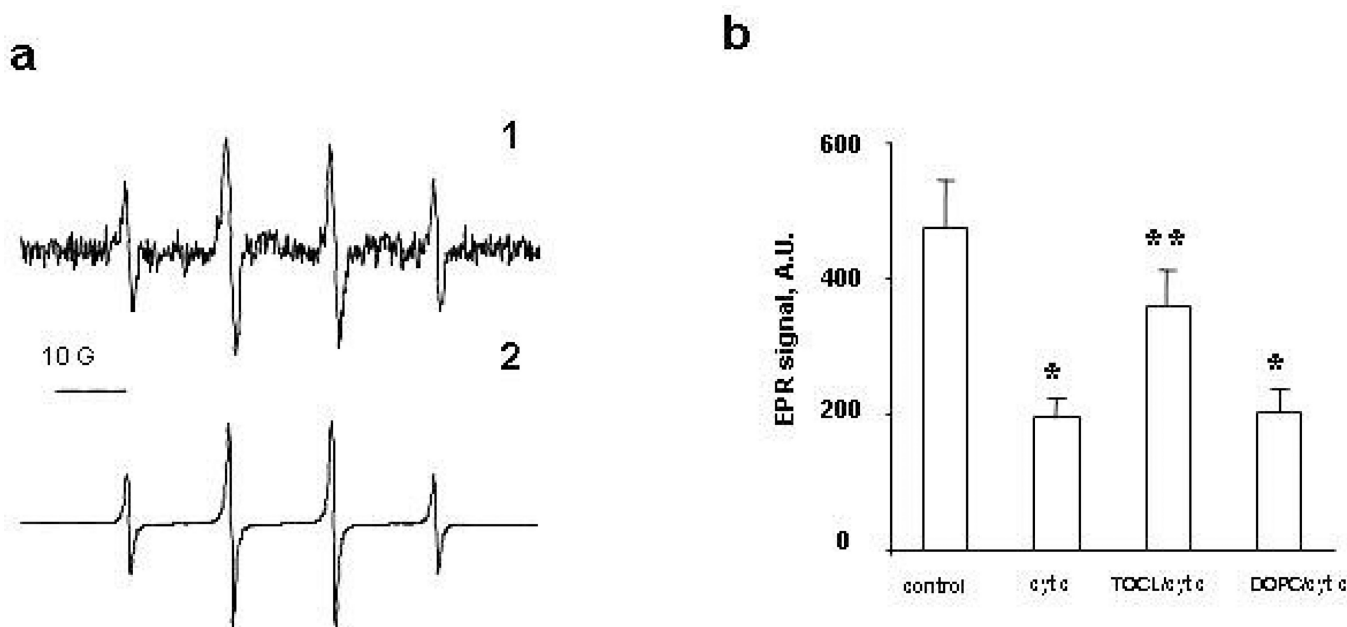 a
1
10 G
2
b
EPR signal, A.U.
600
400
200
0
*
**
*
control
cyt c
TOCL/cyt c
DOPC/cyt c